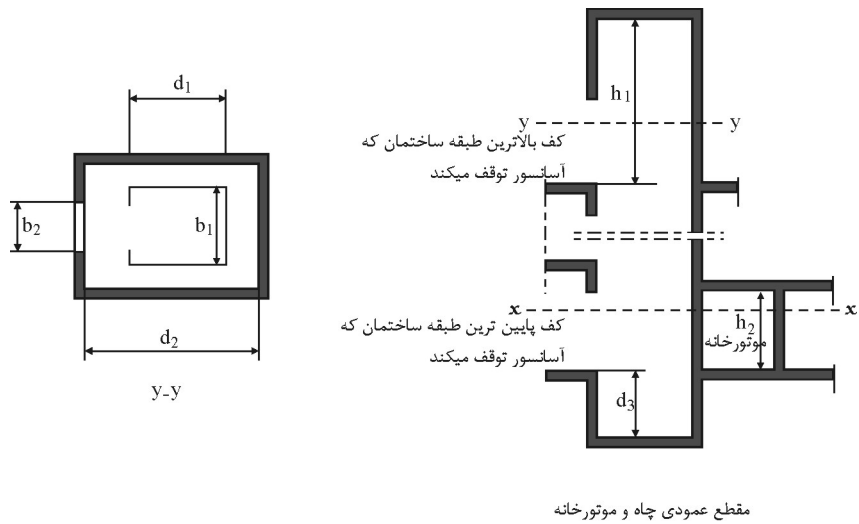 d1
b2
b1
d2
y-y
h1
y
y
کف بالاترین طبقه ساختمان که
آسانسور توقف میکند
x
x
کف پایین ترین طبقه ساختمان که
آسانسور توقف میکند
h2
موتورخانه
d3
مقطع عمودی چاه و موتورخانه